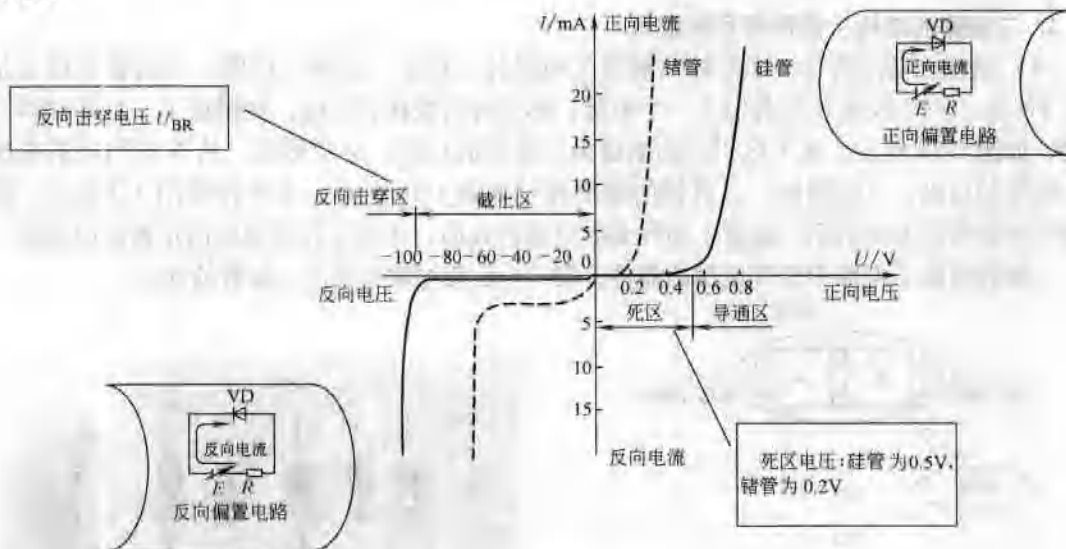 I/mA 正向电流
锗管 硅管
20
15
10
5
0
VD
正向电流
E R
正向偏置电路
反向击穿电压 U_BR
反向击穿区 截止区
-100 -80 -60 -40 -20
反向电压
0.2 0.4 0.6 0.8
U/V
正向电压
死区 导通区
5
10
15
反向电流
VD
反向电流
E R
反向偏置电路
死区电压：硅管为0.5V、
锗管为0.2V